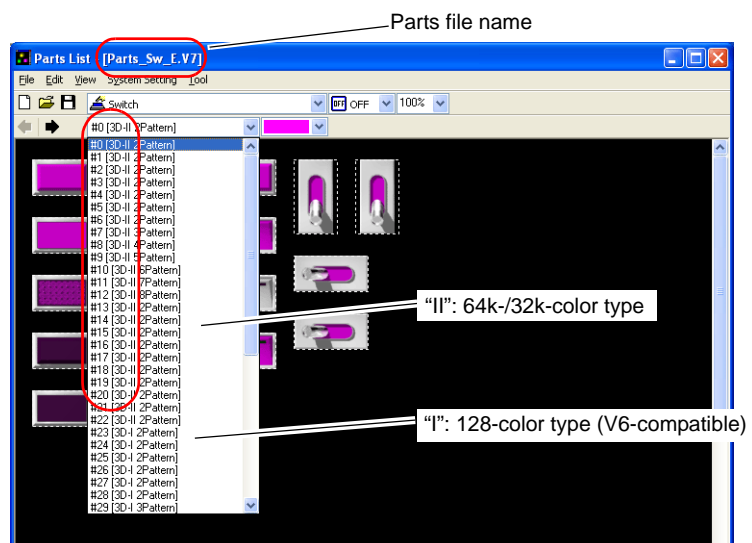 Parts file name
Parts List - [Parts_Sw_E.V7]
File Edit View System Setting Tool
Switch OFF OFF 100%
#0 [3D-II 2Pattern]
#0 [3D-II 2Pattern]
#1 [3D-II 2Pattern]
#2 [3D-II 2Pattern]
#3 [3D-II 2Pattern]
#4 [3D-II 2Pattern]
#5 [3D-II 2Pattern]
#6 [3D-II 2Pattern]
#7 [3D-II 3Pattern]
#8 [3D-II 4Pattern]
#9 [3D-II 5Pattern]
#10 [3D-II 6Pattern]
#11 [3D-II 7Pattern]
#12 [3D-II 8Pattern]
#13 [3D-II 2Pattern]
#14 [3D-II 2Pattern]
#15 [3D-II 2Pattern]
#16 [3D-II 2Pattern]
#17 [3D-II 2Pattern]
#18 [3D-II 2Pattern]
#19 [3D-II 2Pattern]
#20 [3D-II 2Pattern]
#21 [3D-II 2Pattern]
#22 [3D-II 2Pattern]
#23 [3D-I 2Pattern]
#24 [3D-I 2Pattern]
#25 [3D-I 2Pattern]
#26 [3D-I 2Pattern]
#27 [3D-I 2Pattern]
#28 [3D-I 2Pattern]
#29 [3D-I 3Pattern]
“II”: 64k-/32k-color type
“I”: 128-color type (V6-compatible)